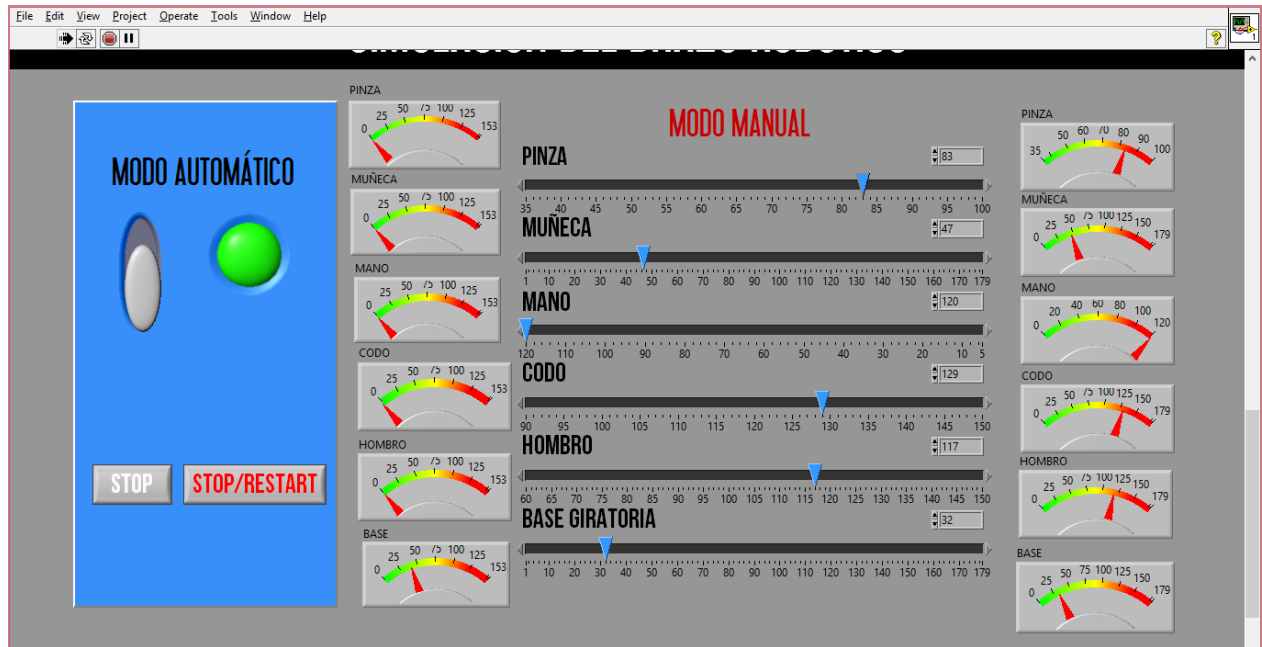 File Edit View Project Operate Tools Window Help
SIMULACIÓN DEL BRAZO ROBÓTICO
MODO AUTOMÁTICO
STOP
STOP/RESTART
PINZA
0 25 50 75 100 125 153
MUÑECA
0 25 50 75 100 125 153
MANO
0 25 50 75 100 125 153
CODO
0 25 50 75 100 125 153
HOMBRO
0 25 50 75 100 125 153
BASE
0 25 50 75 100 125 153
MODO MANUAL
PINZA 83
35 40 45 50 55 60 65 70 75 80 85 90 95 100
MUÑECA 47
1 10 20 30 40 50 60 70 80 90 100 110 120 130 140 150 160 170 179
MANO 120
120 110 100 90 80 70 60 50 40 30 20 10 5
CODO 129
90 95 100 105 110 115 120 125 130 135 140 145 150
HOMBRO 117
60 65 70 75 80 85 90 95 100 105 110 115 120 125 130 135 140 145 150
BASE GIRATORIA 32
1 10 20 30 40 50 60 70 80 90 100 110 120 130 140 150 160 170 179
PINZA
35 50 60 70 80 90 100
MUÑECA
0 25 50 75 100 125 150 179
MANO
0 20 40 60 80 100 120
CODO
0 25 50 75 100 125 150 179
HOMBRO
0 25 50 75 100 125 150 179
BASE
0 25 50 75 100 125 150 179
1